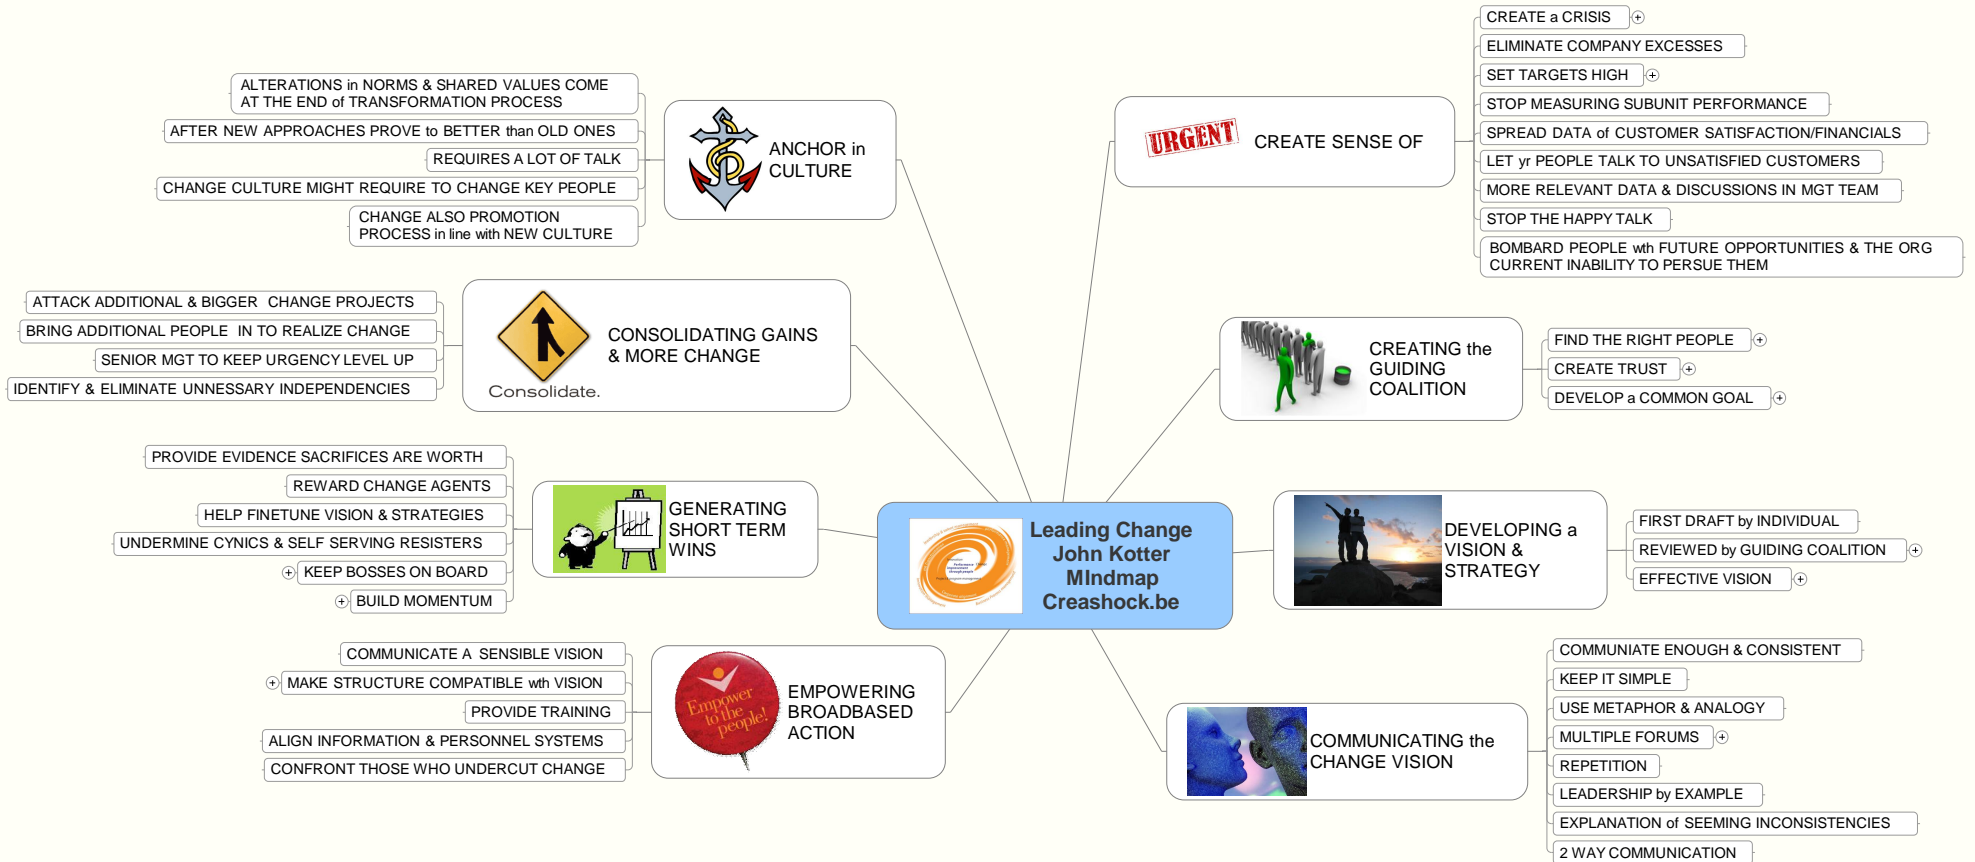 Leading Change
John Kotter
MIndmap
Creashock.be
URGENT
CREATE SENSE OF
CREATE a CRISIS
ELIMINATE COMPANY EXCESSES
SET TARGETS HIGH
STOP MEASURING SUBUNIT PERFORMANCE
SPREAD DATA of CUSTOMER SATISFACTION/FINANCIALS
LET yr PEOPLE TALK TO UNSATISFIED CUSTOMERS
MORE RELEVANT DATA & DISCUSSIONS IN MGT TEAM
STOP THE HAPPY TALK
BOMBARD PEOPLE wth FUTURE OPPORTUNITIES & THE ORG
CURRENT INABILITY TO PERSUE THEM
CREATING the
GUIDING
COALITION
FIND THE RIGHT PEOPLE
CREATE TRUST
DEVELOP a COMMON GOAL
DEVELOPING a
VISION &
STRATEGY
FIRST DRAFT by INDIVIDUAL
REVIEWED by GUIDING COALITION
EFFECTIVE VISION
COMMUNICATING the
CHANGE VISION
COMMUNIATE ENOUGH & CONSISTENT
KEEP IT SIMPLE
USE METAPHOR & ANALOGY
MULTIPLE FORUMS
REPETITION
LEADERSHIP by EXAMPLE
EXPLANATION of SEEMING INCONSISTENCIES
2 WAY COMMUNICATION
Empower
to the
people!
EMPOWERING
BROADBASED
ACTION
COMMUNICATE A SENSIBLE VISION
MAKE STRUCTURE COMPATIBLE wth VISION
PROVIDE TRAINING
ALIGN INFORMATION & PERSONNEL SYSTEMS
CONFRONT THOSE WHO UNDERCUT CHANGE
GENERATING
SHORT TERM
WINS
PROVIDE EVIDENCE SACRIFICES ARE WORTH
REWARD CHANGE AGENTS
HELP FINETUNE VISION & STRATEGIES
UNDERMINE CYNICS & SELF SERVING RESISTERS
KEEP BOSSES ON BOARD
BUILD MOMENTUM
Consolidate.
CONSOLIDATING GAINS
& MORE CHANGE
ATTACK ADDITIONAL & BIGGER CHANGE PROJECTS
BRING ADDITIONAL PEOPLE IN TO REALIZE CHANGE
SENIOR MGT TO KEEP URGENCY LEVEL UP
IDENTIFY & ELIMINATE UNNESSARY INDEPENDENCIES
ANCHOR in
CULTURE
ALTERATIONS in NORMS & SHARED VALUES COME
AT THE END of TRANSFORMATION PROCESS
AFTER NEW APPROACHES PROVE to BETTER than OLD ONES
REQUIRES A LOT OF TALK
CHANGE CULTURE MIGHT REQUIRE TO CHANGE KEY PEOPLE
CHANGE ALSO PROMOTION
PROCESS in line with NEW CULTURE